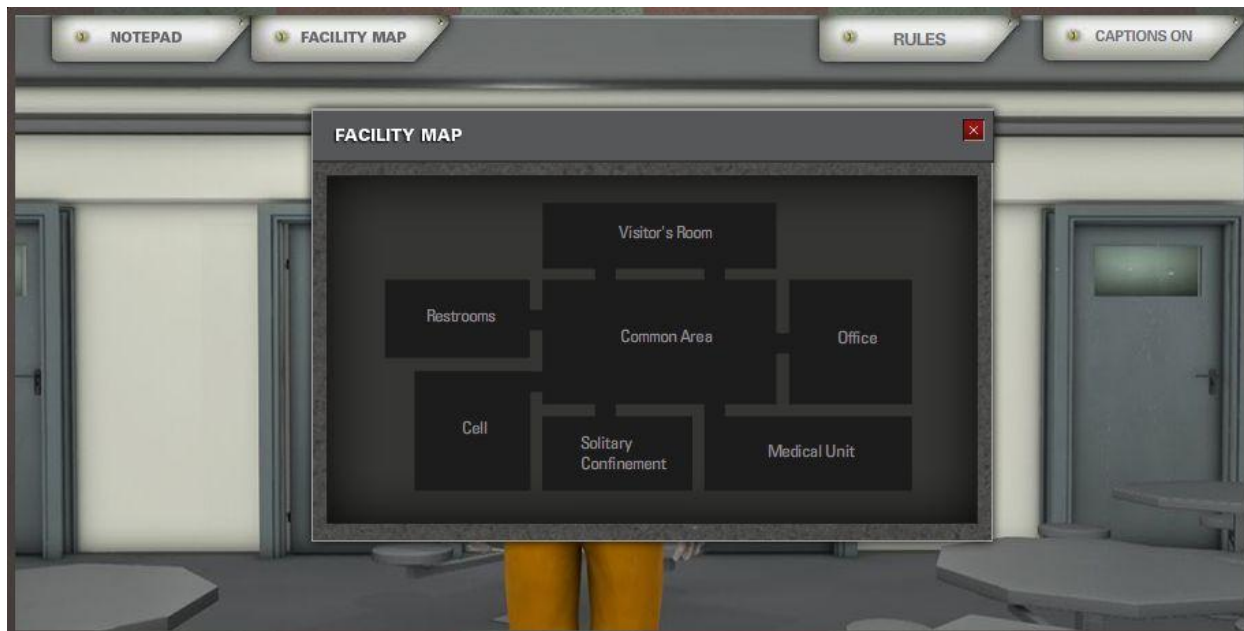 NOTEPAD
FACILITY MAP
RULES
CAPTIONS ON
FACILITY MAP
Visitor's Room
Restrooms
Common Area
Office
Cell
Solitary
Confinement
Medical Unit